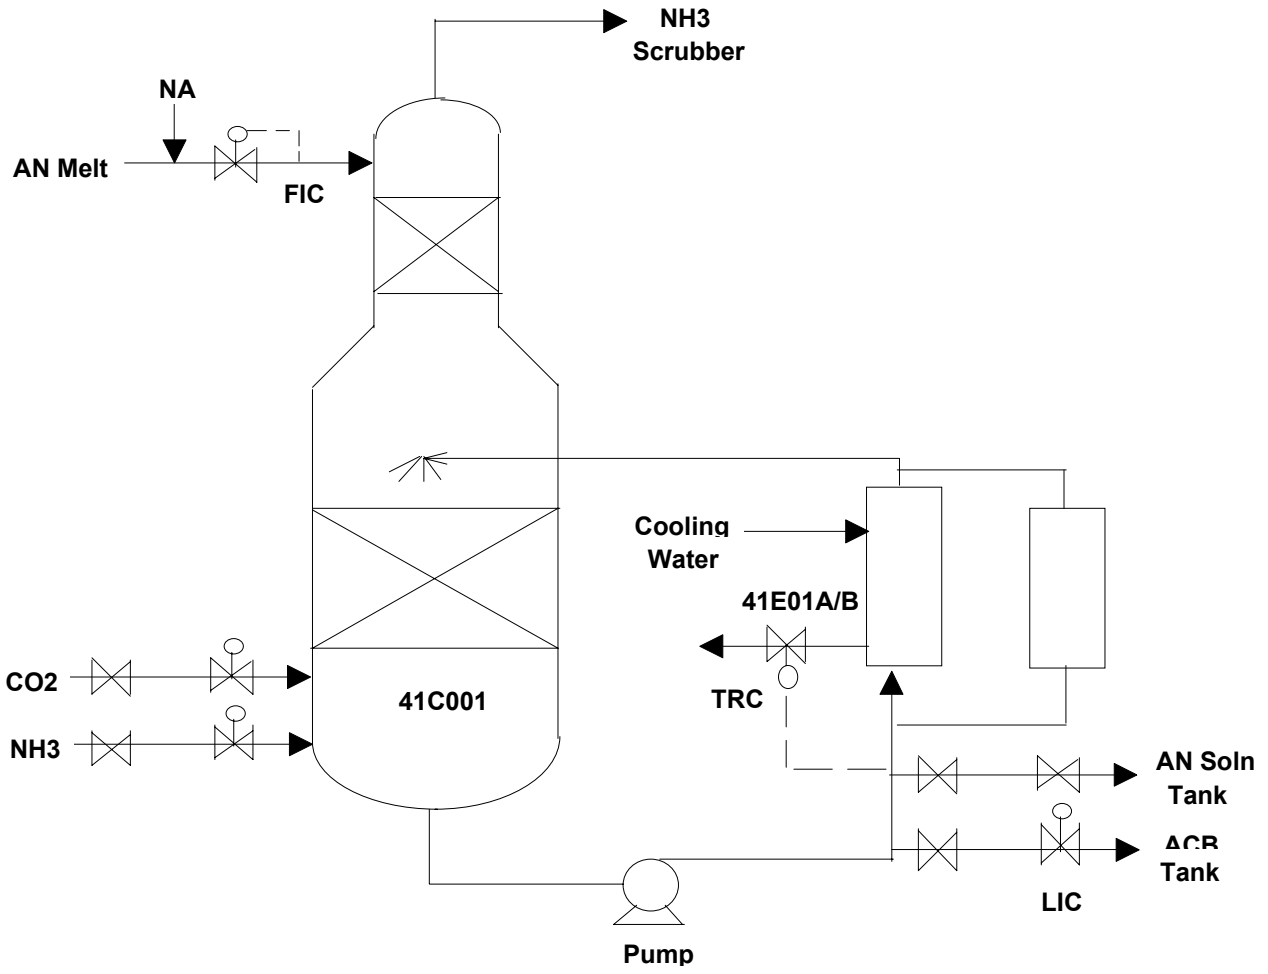 NH3
Scrubber
NA
AN Melt
FIC
Cooling
Water
41E01A/B
CO2
41C001
TRC
NH3
AN Soln
Tank
ACB
Tank
LIC
Pump